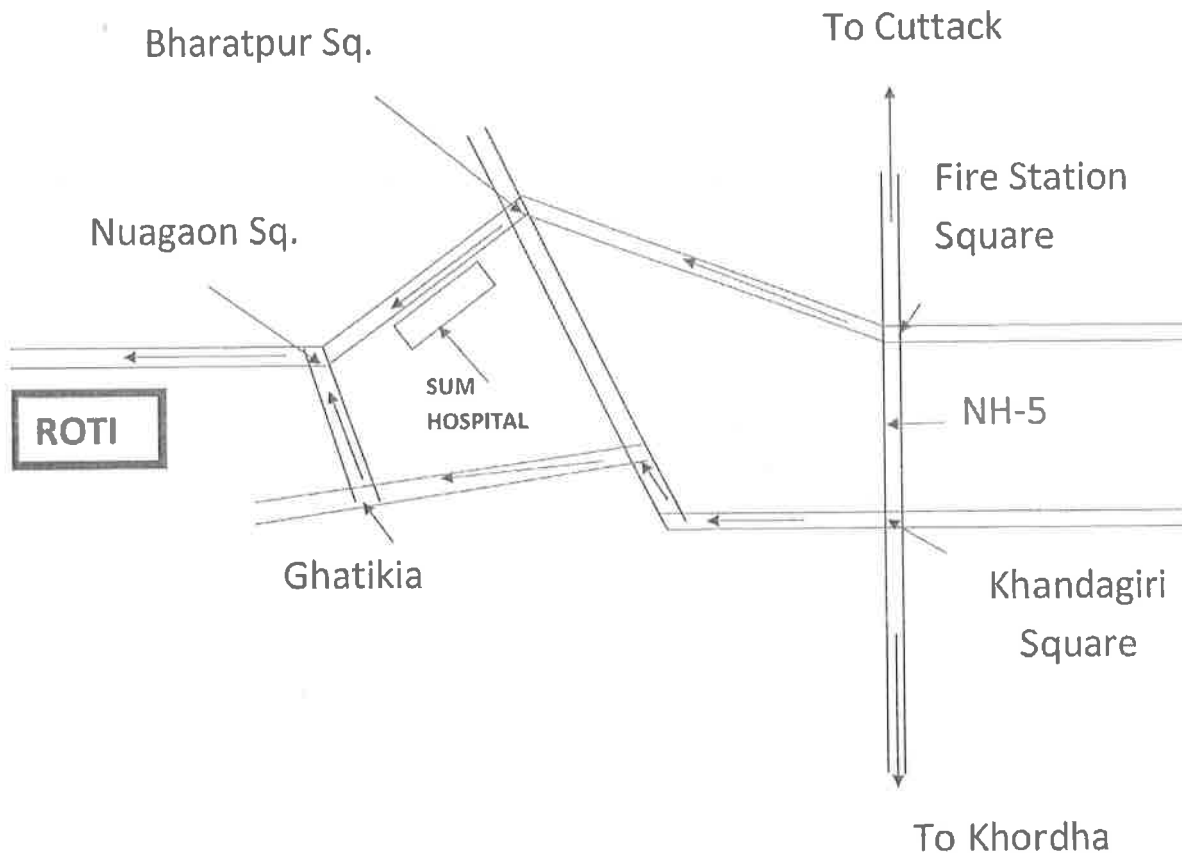 To Cuttack
Bharatpur Sq.
Fire Station
Square
Nuagaon Sq.
SUM
HOSPITAL
NH-5
ROTI
Ghatikia
Khandagiri
Square
To Khordha